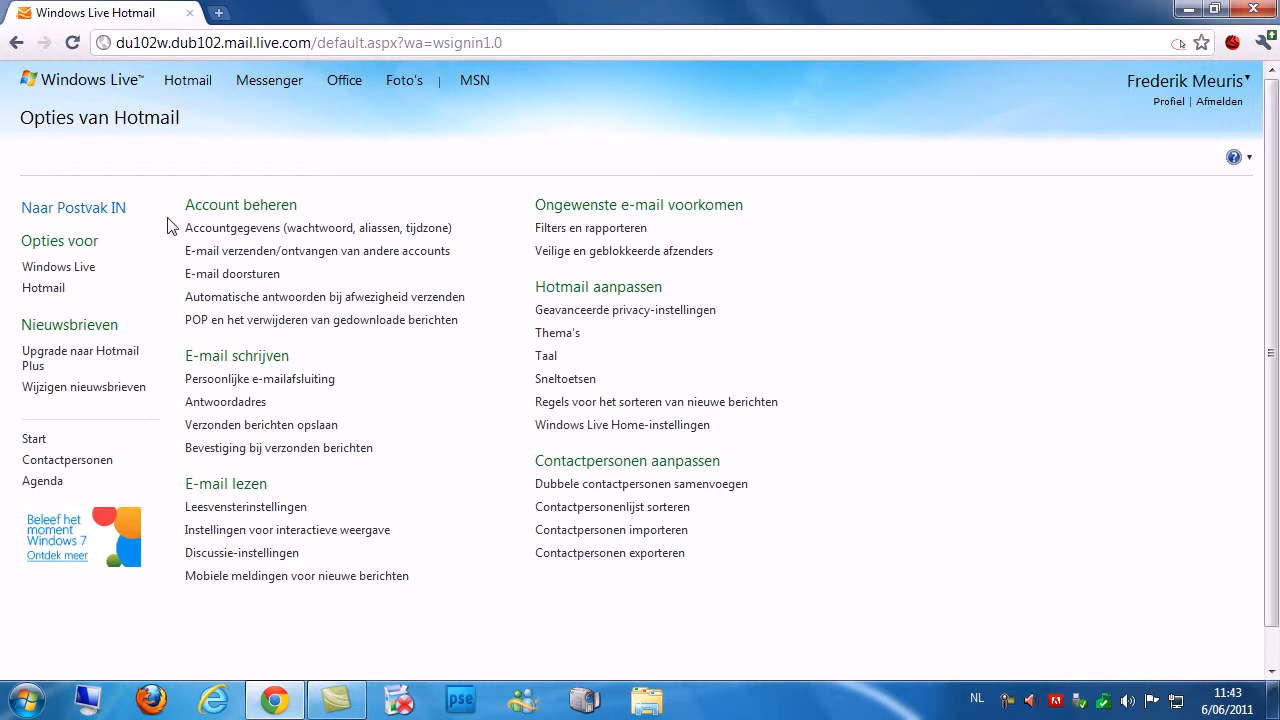 Windows Live Hotmail
du102w.dub102.mail.live.com/default.aspx?wa=wsignin1.0
Windows Live™ Hotmail Messenger Office Foto's | MSN
Frederik Meuris
Profiel | Afmelden
Opties van Hotmail
Naar Postvak IN
Opties voor
Windows Live
Hotmail
Nieuwsbrieven
Upgrade naar Hotmail
Plus
Wijzigen nieuwsbrieven
Start
Contactpersonen
Agenda
Beleef het
moment
Windows 7
Ontdek meer
Account beheren
Accountgegevens (wachtwoord, aliassen, tijdzone)
E-mail verzenden/ontvangen van andere accounts
E-mail doorsturen
Automatische antwoorden bij afwezigheid verzenden
POP en het verwijderen van gedownloade berichten
E-mail schrijven
Persoonlijke e-mailafsluiting
Antwoordadres
Verzonden berichten opslaan
Bevestiging bij verzonden berichten
E-mail lezen
Leesvensterinstellingen
Instellingen voor interactieve weergave
Discussie-instellingen
Mobiele meldingen voor nieuwe berichten
Ongewenste e-mail voorkomen
Filters en rapporteren
Veilige en geblokkeerde afzenders
Hotmail aanpassen
Geavanceerde privacy-instellingen
Thema's
Taal
Sneltoetsen
Regels voor het sorteren van nieuwe berichten
Windows Live Home-instellingen
Contactpersonen aanpassen
Dubbele contactpersonen samenvoegen
Contactpersonenlijst sorteren
Contactpersonen importeren
Contactpersonen exporteren
pse
NL
11:43
6/06/2011